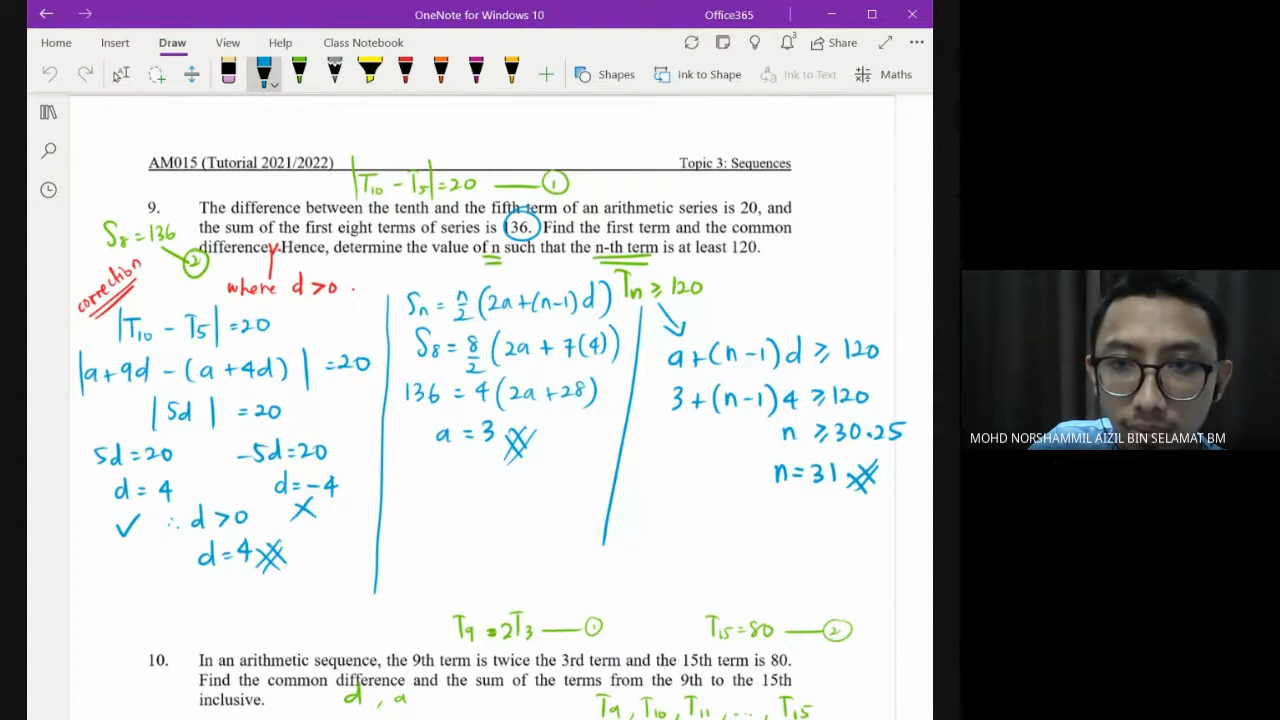 OneNote for Windows 10
Office365
Home Insert Draw View Help Class Notebook
3
Share
Shapes Ink to Shape Ink to Text Maths
AM015 (Tutorial 2021/2022) Topic 3: Sequences
|T10 - T5| = 20 —— ①
9. The difference between the tenth and the fifth term of an arithmetic series is 20, and
the sum of the first eight terms of series is 136. Find the first term and the common
difference. Hence, determine the value of n such that the n-th term is at least 120.
S8 = 136
②
correction
where d > 0 .
Tn ≥ 120
|T10 - T5| = 20
|a + 9d - (a + 4d)| = 20
|5d| = 20
5d = 20 -5d = 20
d = 4 d = -4
✓ ∴ d > 0 ✗
d = 4
Sn = n/2 (2a + (n-1) d)
S8 = 8/2 (2a + 7(4))
136 = 4 (2a + 28)
a = 3
a + (n-1) d ≥ 120
3 + (n-1) 4 ≥ 120
n ≥ 30.25
n = 31
MOHD NORSHAMMIL AIZIL BIN SELAMAT BM
T9 = 2T3 —— ① T15 = 80 —— ②
10. In an arithmetic sequence, the 9th term is twice the 3rd term and the 15th term is 80.
Find the common difference and the sum of the terms from the 9th to the 15th
inclusive.
d , a
T9 , T10 , T11 , ... , T15